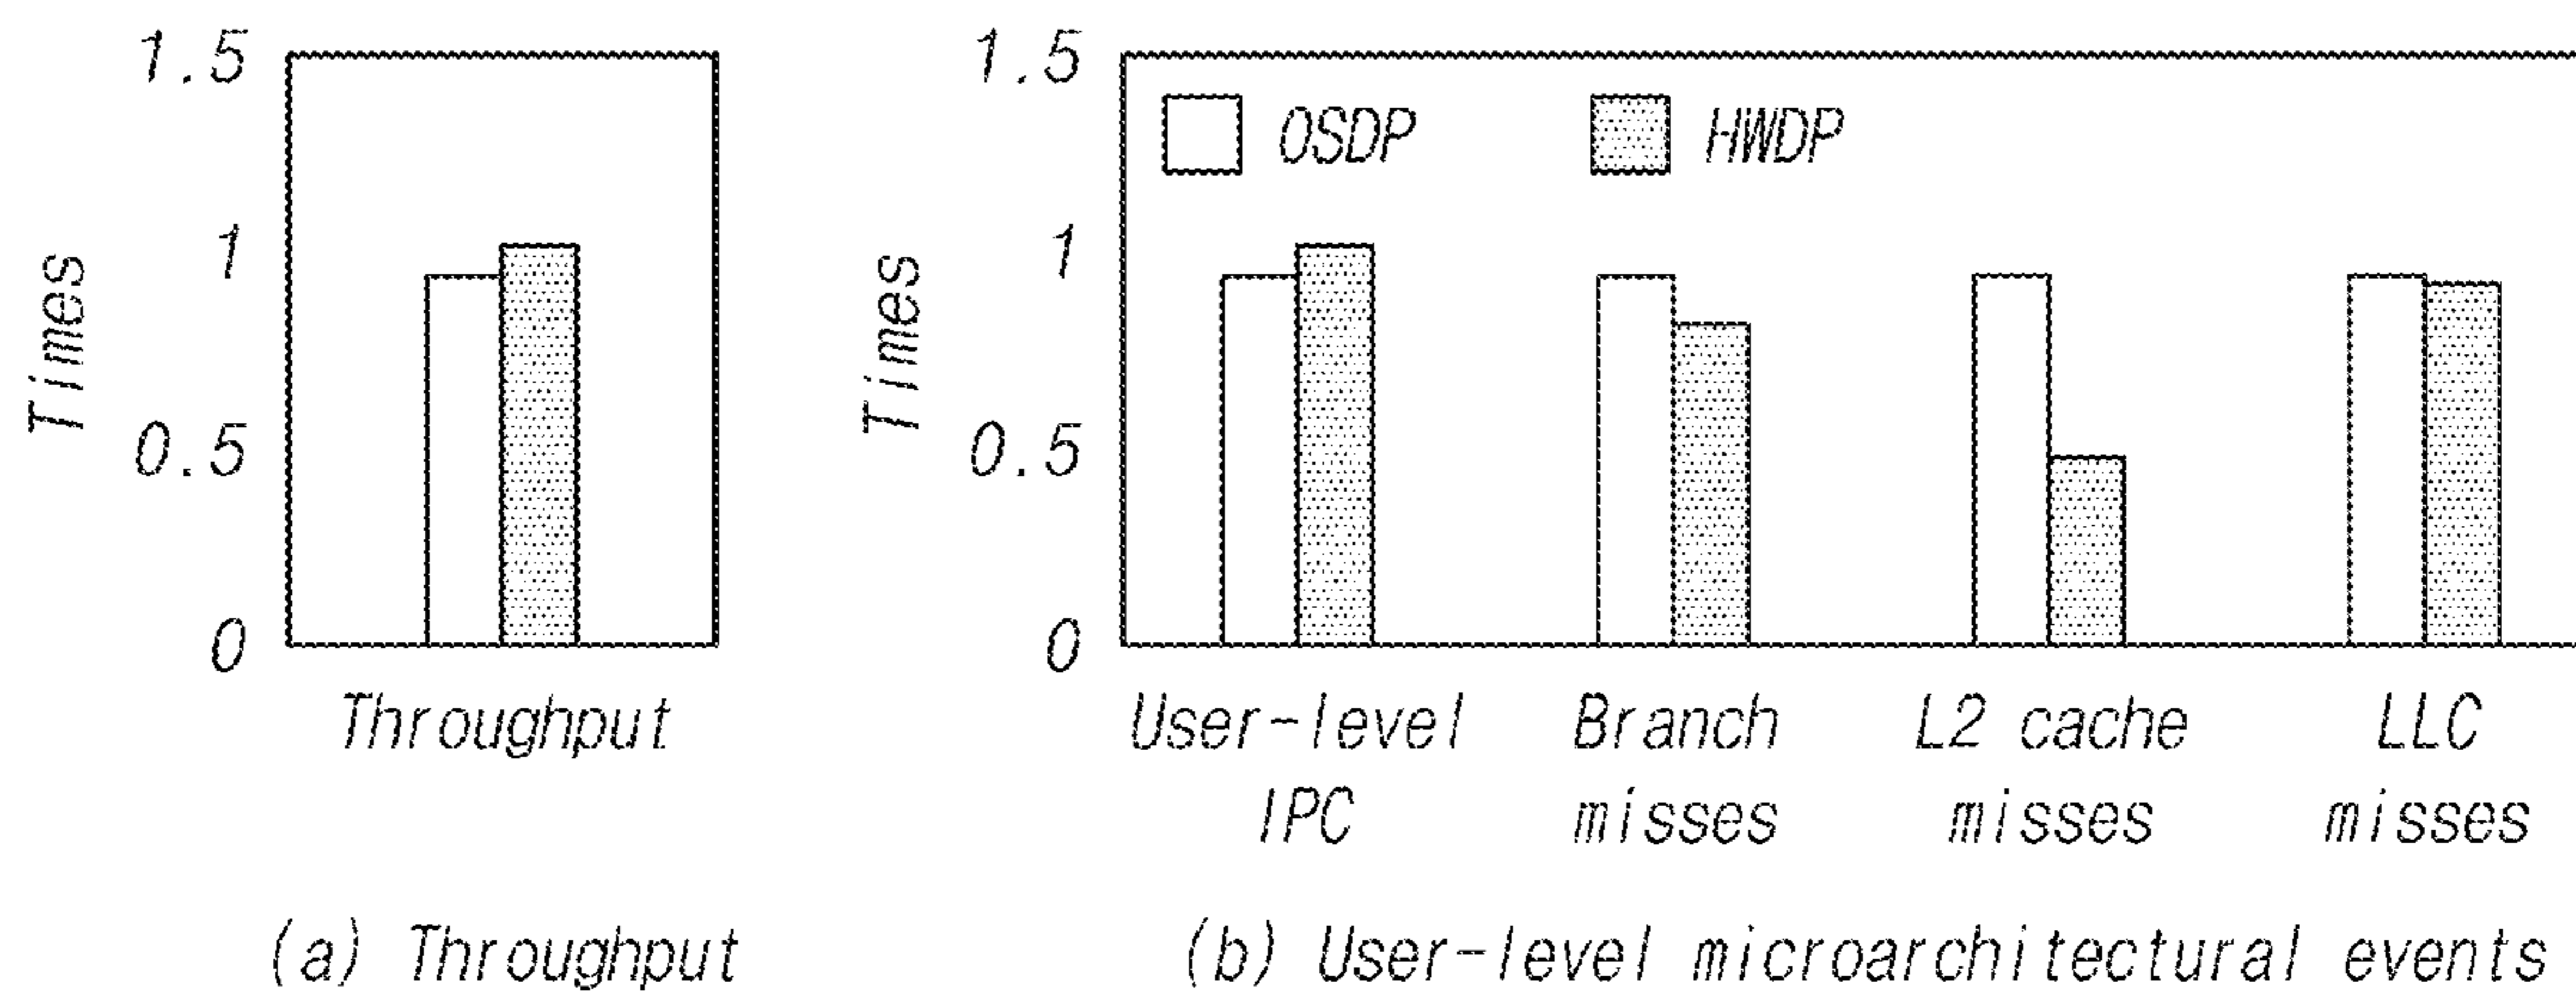 1.5
1
0.5
0
Times
Throughput
(a) Throughput
1.5
1
0.5
0
Times
OSDP HWDP
User-level Branch L2 cache LLC
IPC misses misses misses
(b) User-level microarchitectural events